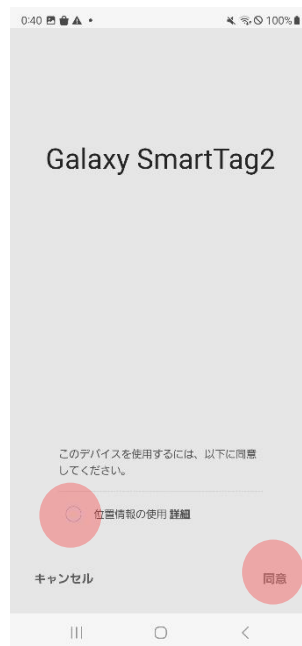 0:40
100%
Galaxy SmartTag2
このデバイスを使用するには、以下に同意
してください。
位置情報の使用 詳細
キャンセル
同意